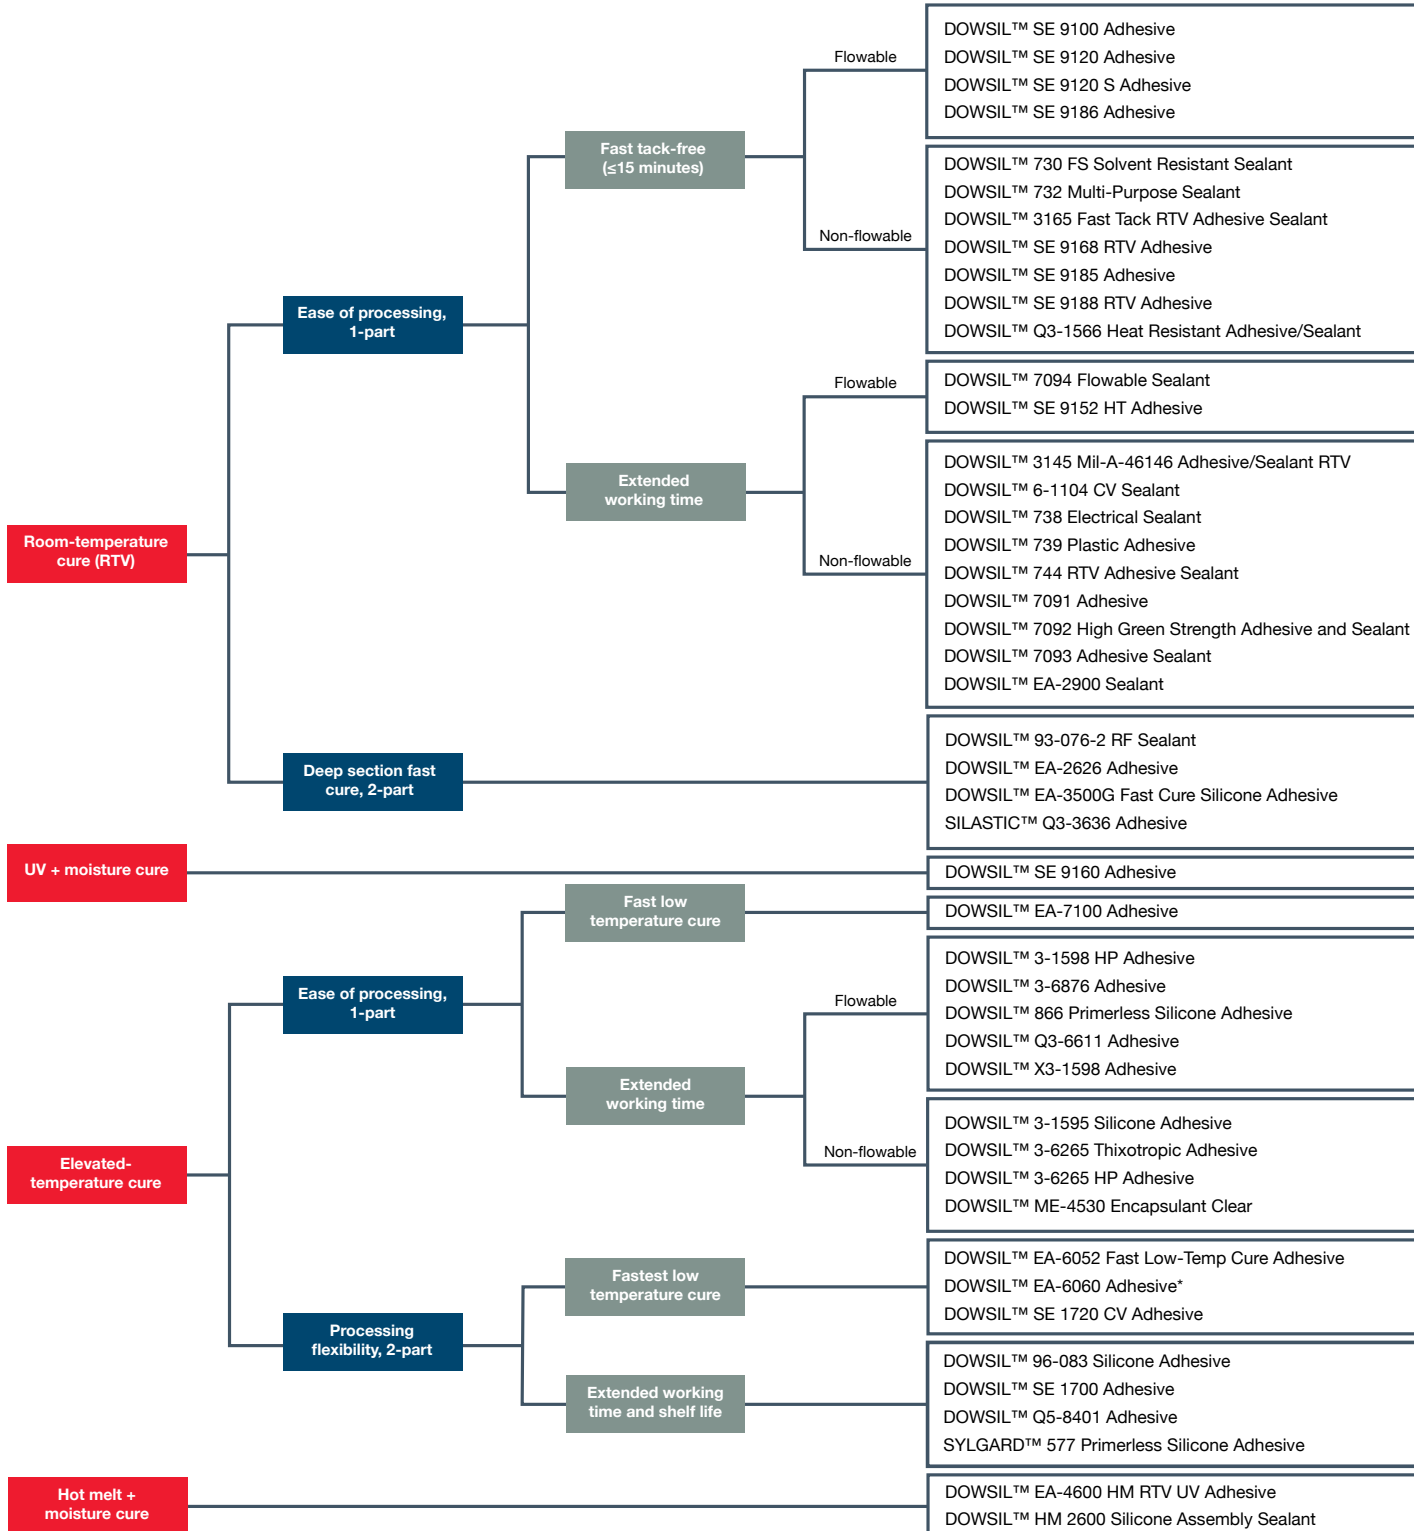 Room-temperature
cure (RTV)
Ease of processing,
1-part
Fast tack-free
(≤15 minutes)
Flowable
DOWSIL™ SE 9100 Adhesive
DOWSIL™ SE 9120 Adhesive
DOWSIL™ SE 9120 S Adhesive
DOWSIL™ SE 9186 Adhesive
Non-flowable
DOWSIL™ 730 FS Solvent Resistant Sealant
DOWSIL™ 732 Multi-Purpose Sealant
DOWSIL™ 3165 Fast Tack RTV Adhesive Sealant
DOWSIL™ SE 9168 RTV Adhesive
DOWSIL™ SE 9185 Adhesive
DOWSIL™ SE 9188 RTV Adhesive
DOWSIL™ Q3-1566 Heat Resistant Adhesive/Sealant
Extended
working time
Flowable
DOWSIL™ 7094 Flowable Sealant
DOWSIL™ SE 9152 HT Adhesive
Non-flowable
DOWSIL™ 3145 Mil-A-46146 Adhesive/Sealant RTV
DOWSIL™ 6-1104 CV Sealant
DOWSIL™ 738 Electrical Sealant
DOWSIL™ 739 Plastic Adhesive
DOWSIL™ 744 RTV Adhesive Sealant
DOWSIL™ 7091 Adhesive
DOWSIL™ 7092 High Green Strength Adhesive and Sealant
DOWSIL™ 7093 Adhesive Sealant
DOWSIL™ EA-2900 Sealant
Deep section fast
cure, 2-part
DOWSIL™ 93-076-2 RF Sealant
DOWSIL™ EA-2626 Adhesive
DOWSIL™ EA-3500G Fast Cure Silicone Adhesive
SILASTIC™ Q3-3636 Adhesive
UV + moisture cure
DOWSIL™ SE 9160 Adhesive
Elevated-
temperature cure
Ease of processing,
1-part
Fast low
temperature cure
DOWSIL™ EA-7100 Adhesive
Extended
working time
Flowable
DOWSIL™ 3-1598 HP Adhesive
DOWSIL™ 3-6876 Adhesive
DOWSIL™ 866 Primerless Silicone Adhesive
DOWSIL™ Q3-6611 Adhesive
DOWSIL™ X3-1598 Adhesive
Non-flowable
DOWSIL™ 3-1595 Silicone Adhesive
DOWSIL™ 3-6265 Thixotropic Adhesive
DOWSIL™ 3-6265 HP Adhesive
DOWSIL™ ME-4530 Encapsulant Clear
Processing
flexibility, 2-part
Fastest low
temperature cure
DOWSIL™ EA-6052 Fast Low-Temp Cure Adhesive
DOWSIL™ EA-6060 Adhesive*
DOWSIL™ SE 1720 CV Adhesive
Extended working
time and shelf life
DOWSIL™ 96-083 Silicone Adhesive
DOWSIL™ SE 1700 Adhesive
DOWSIL™ Q5-8401 Adhesive
SYLGARD™ 577 Primerless Silicone Adhesive
Hot melt +
moisture cure
DOWSIL™ EA-4600 HM RTV UV Adhesive
DOWSIL™ HM 2600 Silicone Assembly Sealant